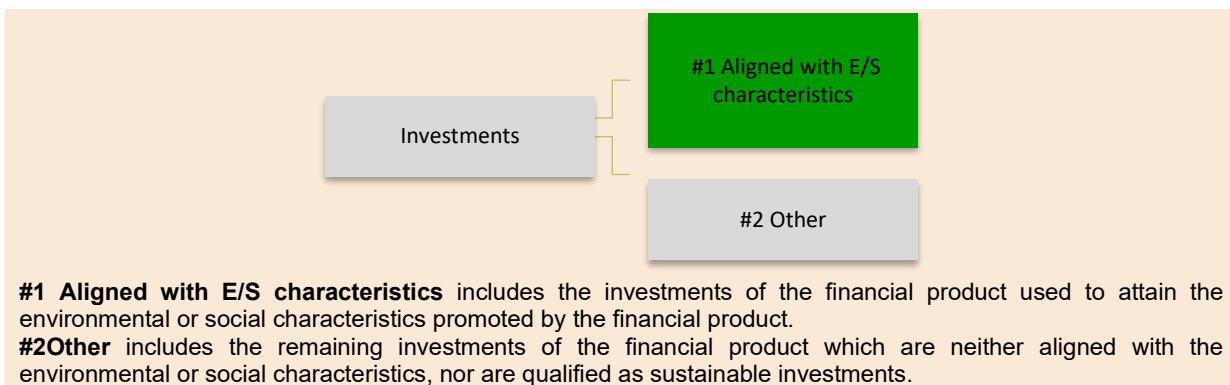 #1 Aligned with E/S
characteristics
Investments
#2 Other
#1 Aligned with E/S characteristics includes the investments of the financial product used to attain the
environmental or social characteristics promoted by the financial product.
#2Other includes the remaining investments of the financial product which are neither aligned with the
environmental or social characteristics, nor are qualified as sustainable investments.